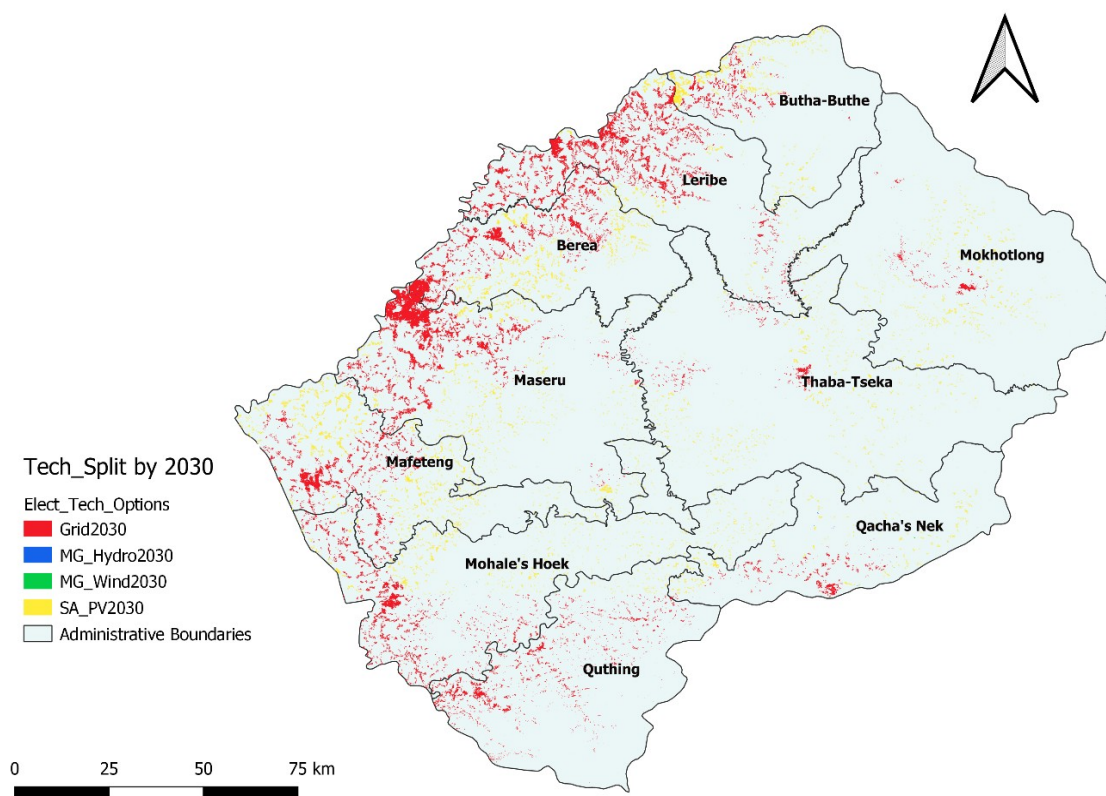 Butha-Buthe
Leribe
Berea
Mokhotlong
Maseru
Thaba-Tseka
Mafeteng
Qacha's Nek
Mohale's Hoek
Quthing
Tech_Split by 2030
Elect_Tech_Options
Grid2030
MG_Hydro2030
MG_Wind2030
SA_PV2030
Administrative Boundaries
0 25 50 75 km